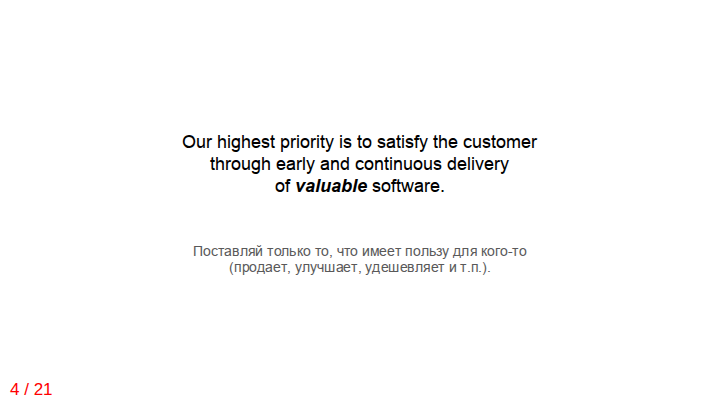 Our highest priority is to satisfy the customer
through early and continuous delivery
of valuable software.
Поставляй только то, что имеет пользу для кого-то
(продает, улучшает, удешевляет и т.п.).
4 / 21